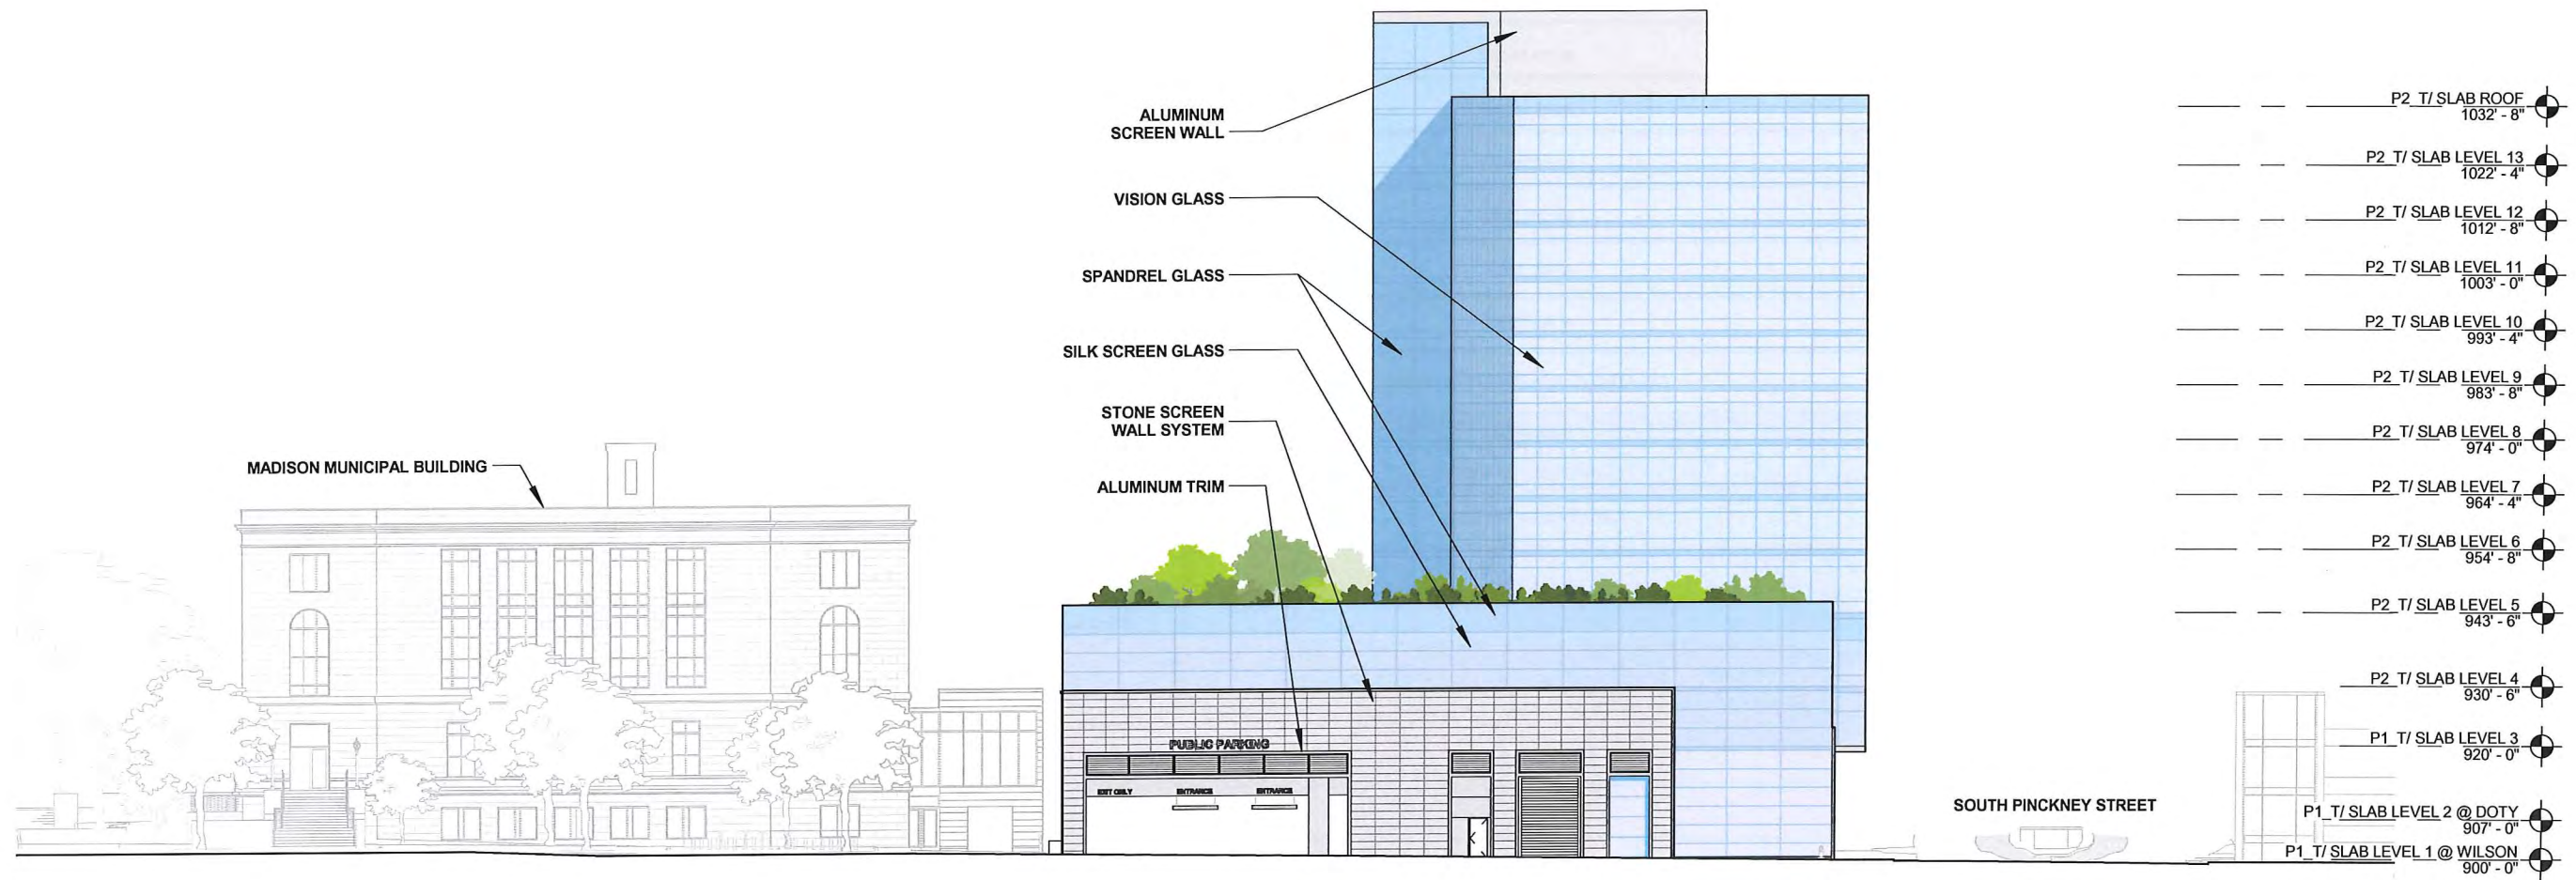 ALUMINUM
SCREEN WALL
VISION GLASS
SPANDREL GLASS
SILK SCREEN GLASS
STONE SCREEN
WALL SYSTEM
ALUMINUM TRIM
MADISON MUNICIPAL BUILDING
PUBLIC PARKING
EXIT ONLY
ENTRANCE
ENTRANCE
SOUTH PINCKNEY STREET
P2_T/ SLAB ROOF
1032' - 8"
P2_T/ SLAB LEVEL 13
1022' - 4"
P2_T/ SLAB LEVEL 12
1012' - 8"
P2_T/ SLAB LEVEL 11
1003' - 0"
P2_T/ SLAB LEVEL 10
993' - 4"
P2_T/ SLAB LEVEL 9
983' - 8"
P2_T/ SLAB LEVEL 8
974' - 0"
P2_T/ SLAB LEVEL 7
964' - 4"
P2_T/ SLAB LEVEL 6
954' - 8"
P2_T/ SLAB LEVEL 5
943' - 6"
P2_T/ SLAB LEVEL 4
930' - 6"
P1_T/ SLAB LEVEL 3
920' - 0"
P1_T/ SLAB LEVEL 2 @ DOTY
907' - 0"
P1_T/ SLAB LEVEL 1 @ WILSON
900' - 0"